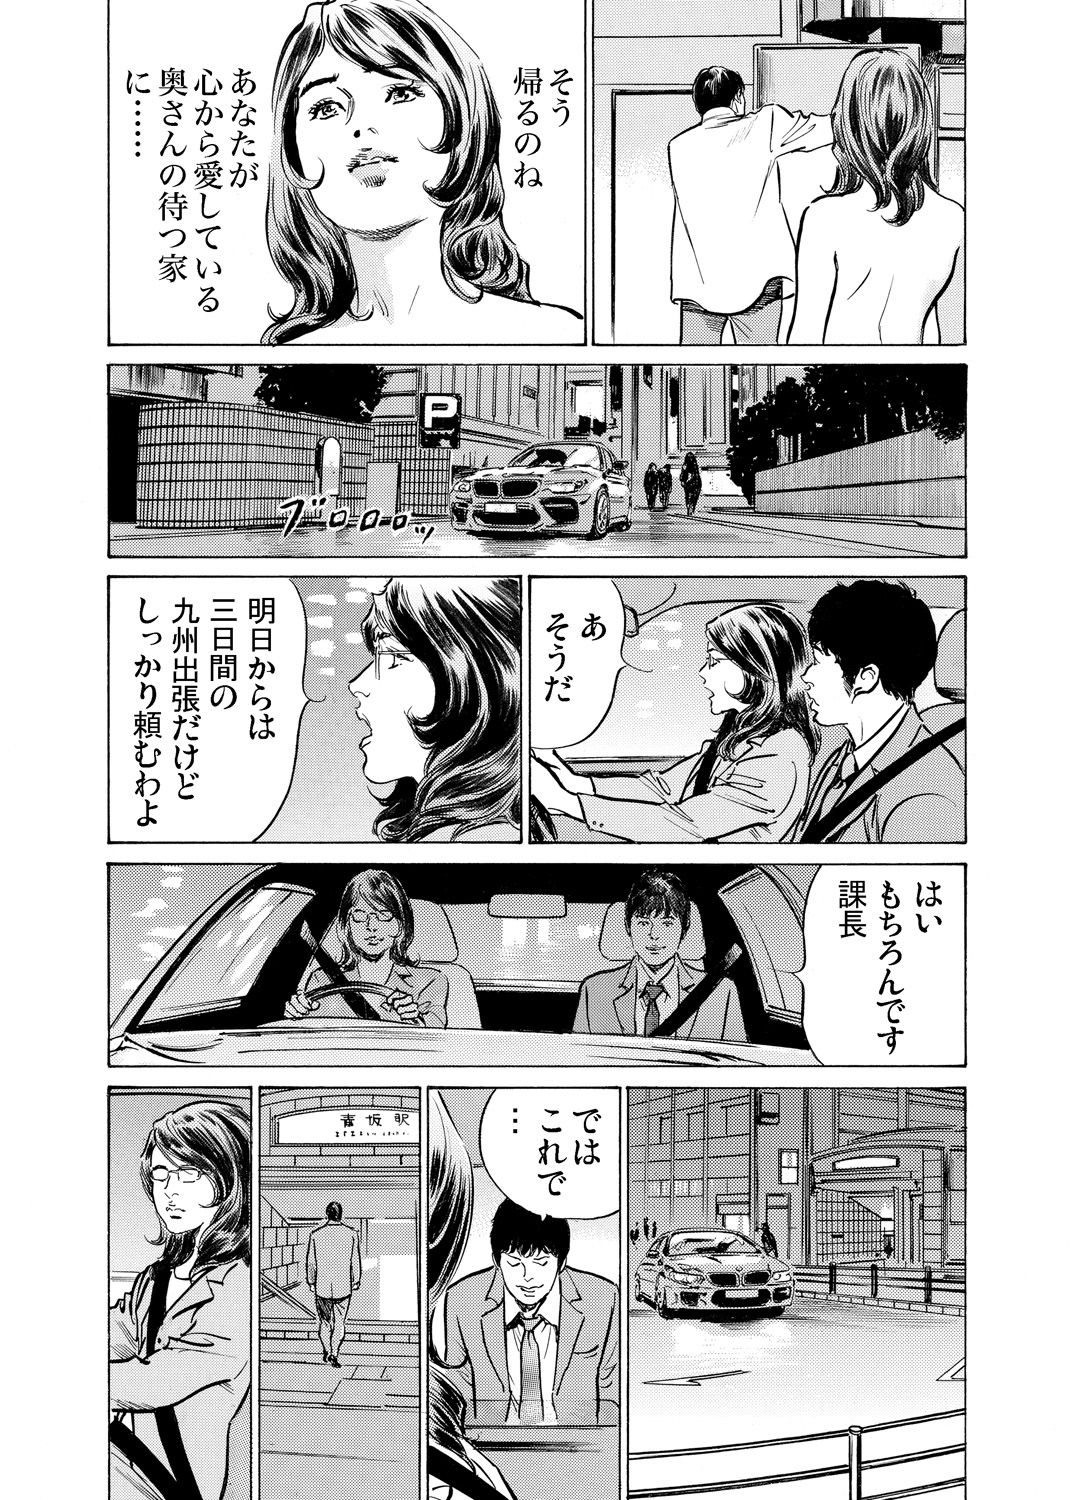 そう
帰るのね
あなたが
心から愛している
奥さんの待つ家
に……
P
ブロロロッ
あ
そうだ
明日からは
三日間の
九州出張だけど
しっかり頼むわよ
はい
もちろんです
課長
では
これで
…
青坂駅